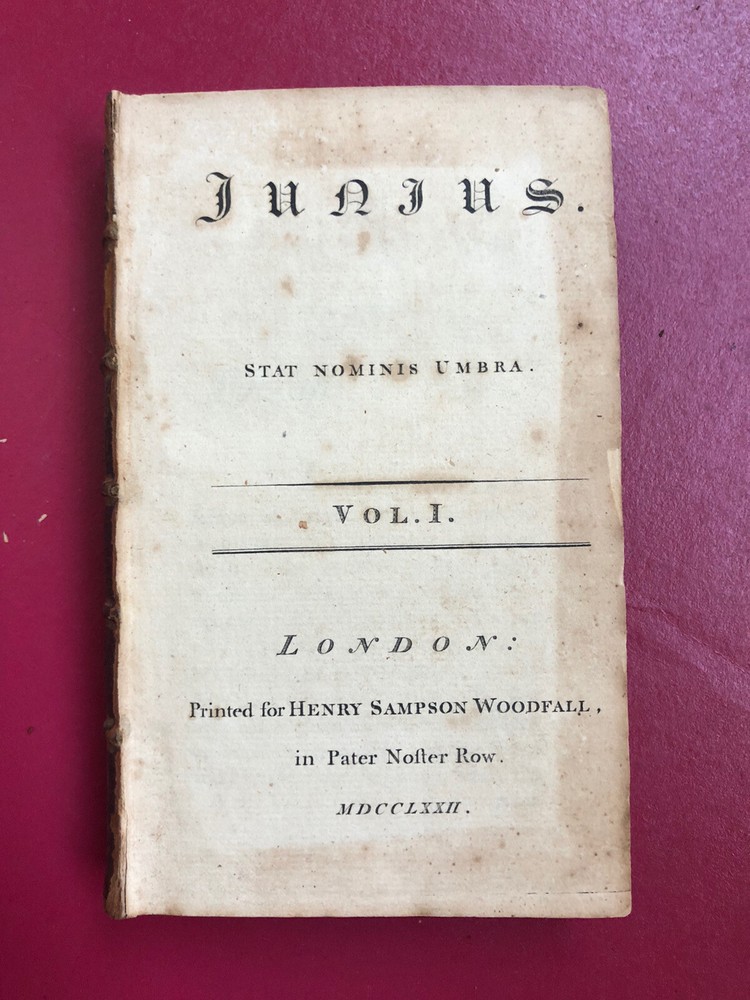 JUNIUS.
STAT NOMINIS UMBRA.
VOL. I.
LONDON:
Printed for HENRY SAMPSON WOODFALL,
in Pater Noſter Row.
MDCCLXXII.